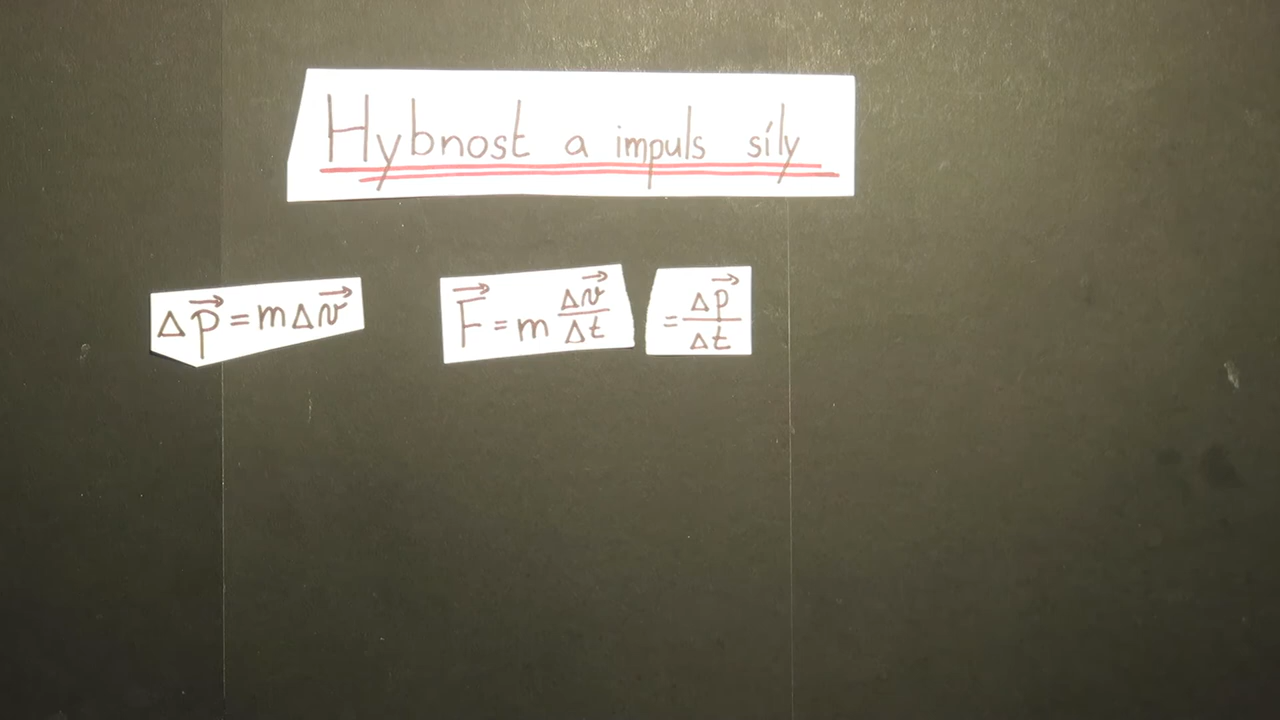 Hybnost a impuls síly
Δp⃗ = mΔv⃗ F⃗ = m Δv⃗/Δt = Δp⃗/Δt